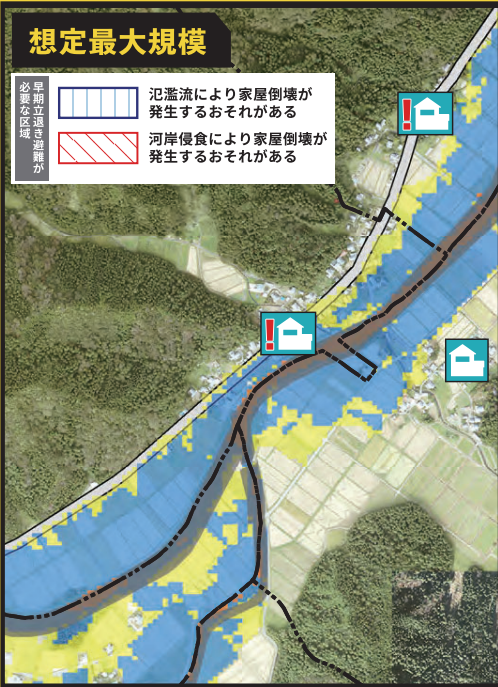 想定最大規模
早期立退き避難が
必要な区域
氾濫流により家屋倒壊が
発生するおそれがある
河岸侵食により家屋倒壊が
発生するおそれがある